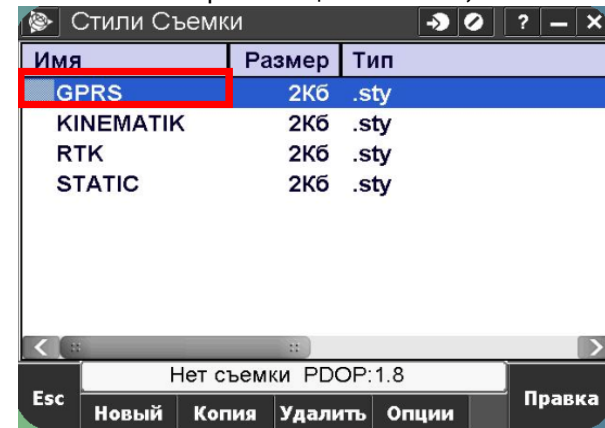 Стили Съемки ? – ×
Имя Размер Тип
GPRS 2Кб .sty
KINEMATIK 2Кб .sty
RTK 2Кб .sty
STATIC 2Кб .sty
Нет съемки PDOP:1.8
Esc Новый Копия Удалить Опции Правка